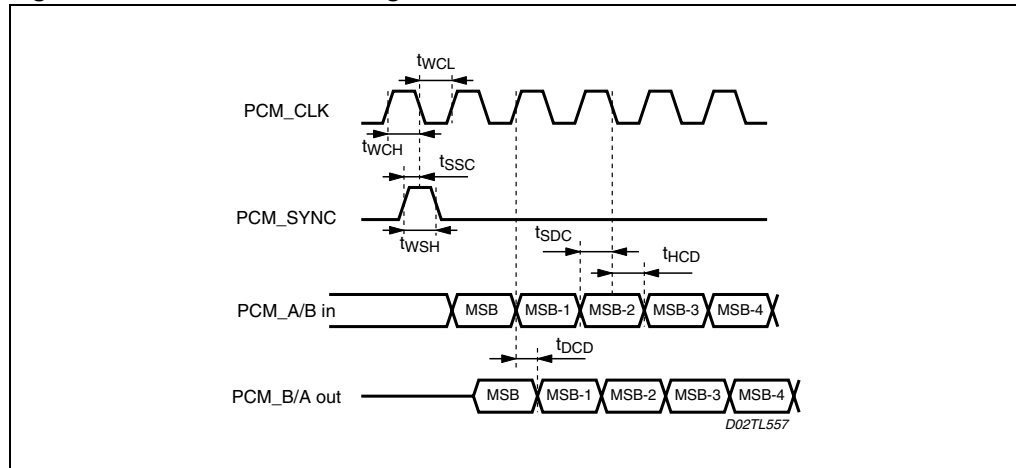 tWCL
PCM_CLK
tWCH
tSSC
PCM_SYNC
tWSH
tSDC
tHCD
PCM_A/B in
MSB MSB-1 MSB-2 MSB-3 MSB-4
tDCD
PCM_B/A out
MSB MSB-1 MSB-2 MSB-3 MSB-4
D02TL557